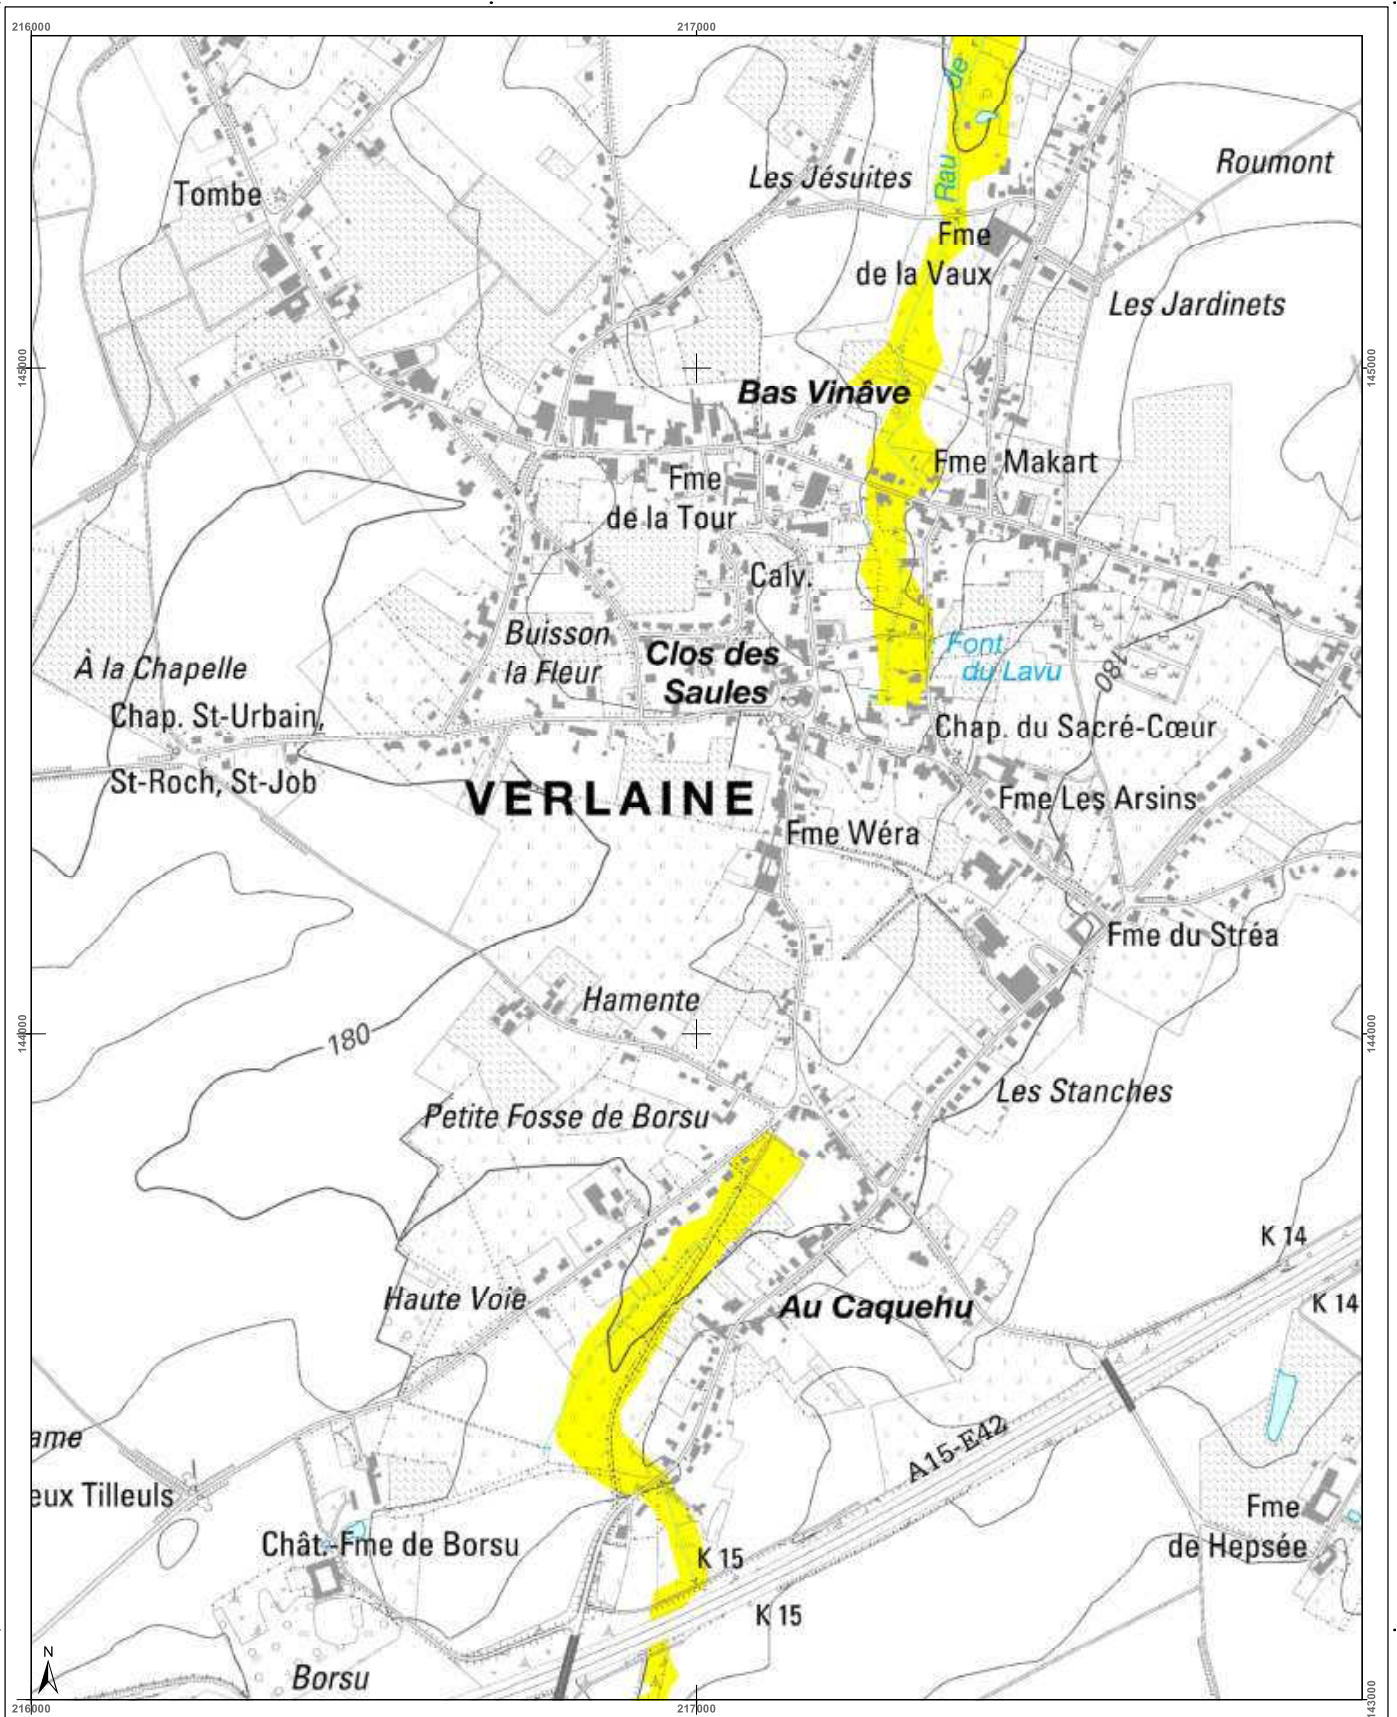 216000
217000
de
Rau
Les Jésuites
Roumont
Tombe
Fme
de la Vaux
Les Jardinets
145000
145000
Bas Vinâve
Fme Makart
Fme
de la Tour
Calv.
Buisson
la Fleur
Clos des
Saules
Font
du Lavu
180
À la Chapelle
Chap. St-Urbain,
St-Roch, St-Job
Chap. du Sacré-Cœur
VERLAINE
Fme Les Arsins
Fme Wéra
Fme du Stréa
Hamente
180
144000
144000
Les Stanches
Petite Fosse de Borsu
K 14
Haute Voie
Au Caquehu
K 14
ame
A15-E42
eux Tilleuls
Fme
de Hepsée
Chât.-Fme de Borsu
K 15
K 15
Borsu
N
216000
217000
143000